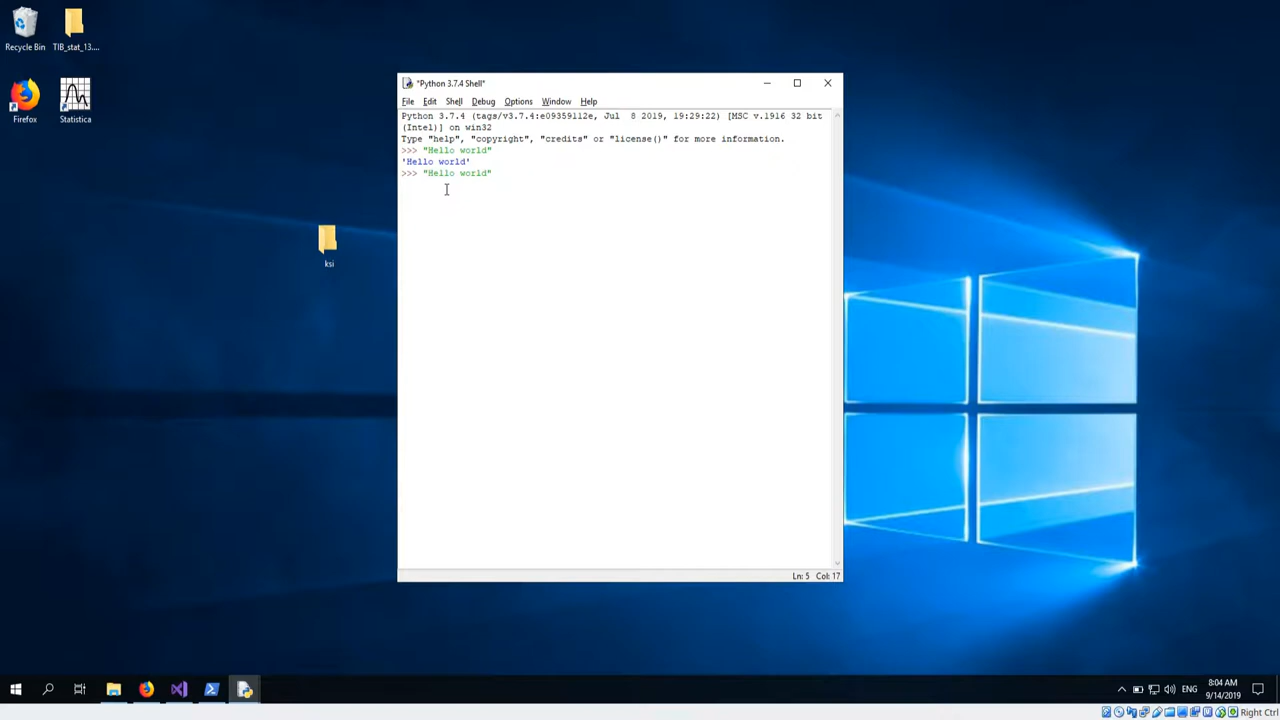 Recycle Bin
TIB_stat_13....
Firefox
Statistica
ksi
*Python 3.7.4 Shell*
File Edit Shell Debug Options Window Help
Python 3.7.4 (tags/v3.7.4:e09359112e, Jul  8 2019, 19:29:22) [MSC v.1916 32 bit
(Intel)] on win32
Type "help", "copyright", "credits" or "license()" for more information.
>>> "Hello world"
'Hello world'
>>> "Hello world"
Ln: 5 Col: 17
ENG
8:04 AM
9/14/2019
Right Ctrl